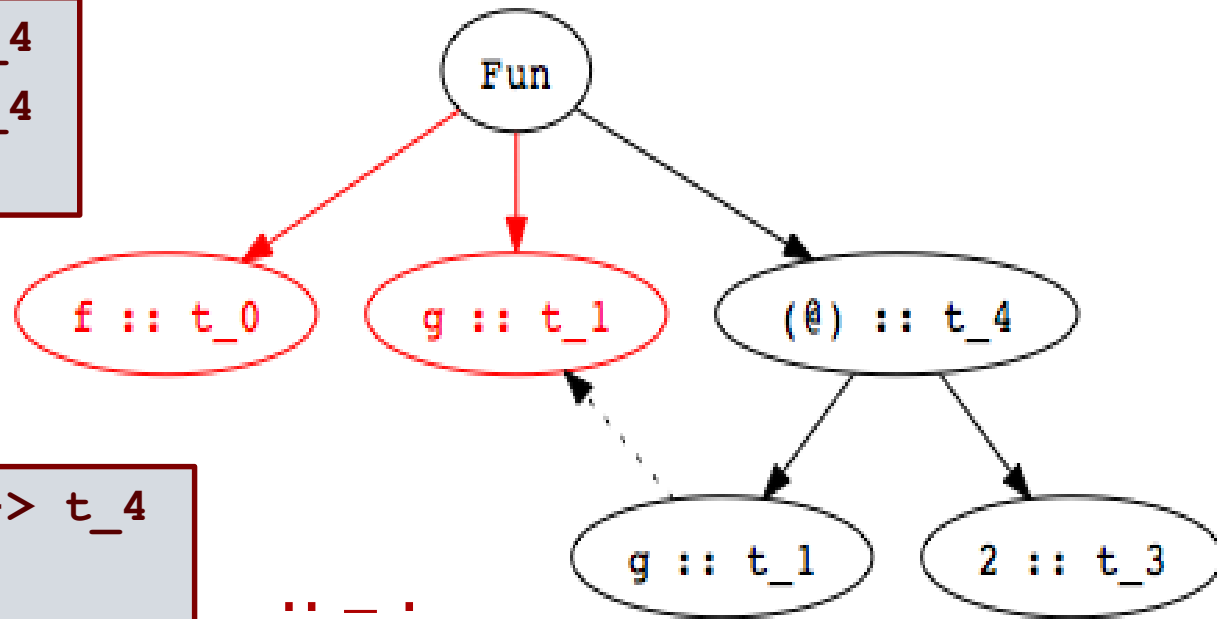 _4
_4
Fun
f :: t_0
g :: t_1
(@) :: t_4
> t_4
g :: t_1
2 :: t_3